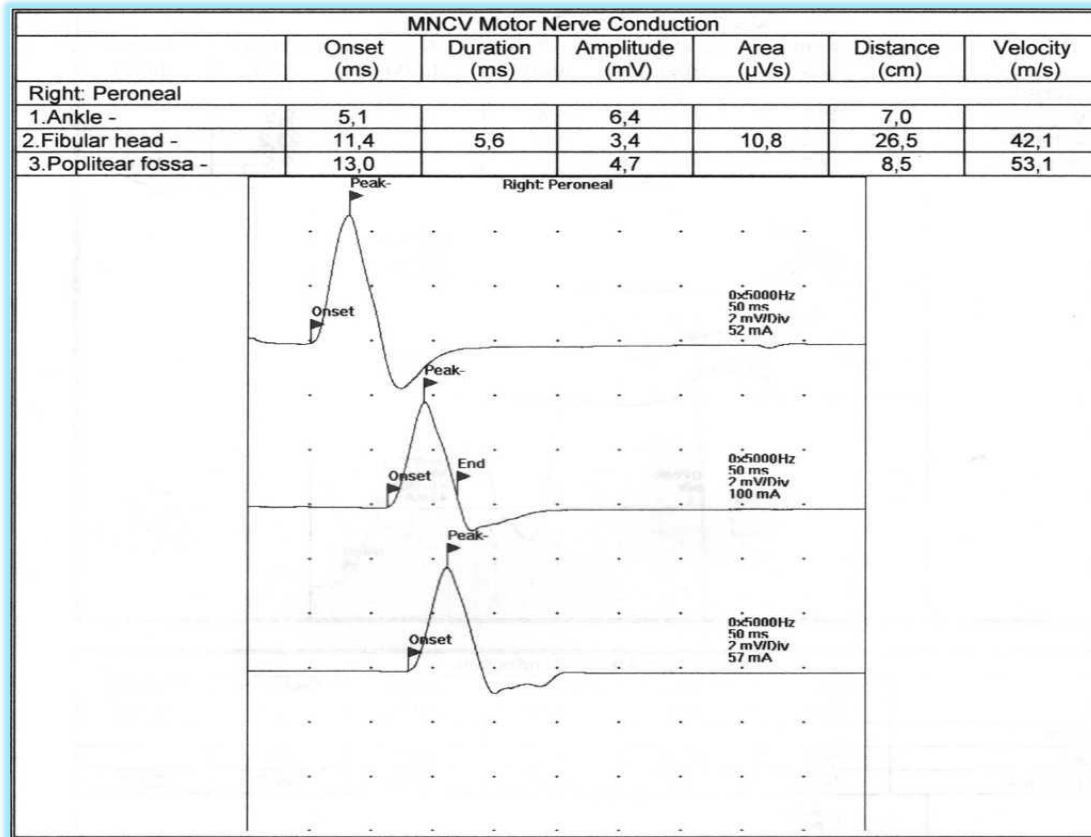 MNCV Motor Nerve Conduction
Onset (ms) Duration (ms) Amplitude (mV) Area (µVs) Distance (cm) Velocity (m/s)
Right: Peroneal
1.Ankle - 5,1 6,4 7,0
2.Fibular head - 11,4 5,6 3,4 10,8 26,5 42,1
3.Poplitear fossa - 13,0 4,7 8,5 53,1
Right: Peroneal
Peak-
Onset
0x5000Hz
50 ms
2 mV/Div
52 mA
Peak-
Onset
End
0x5000Hz
50 ms
2 mV/Div
100 mA
Peak-
Onset
0x5000Hz
50 ms
2 mV/Div
57 mA